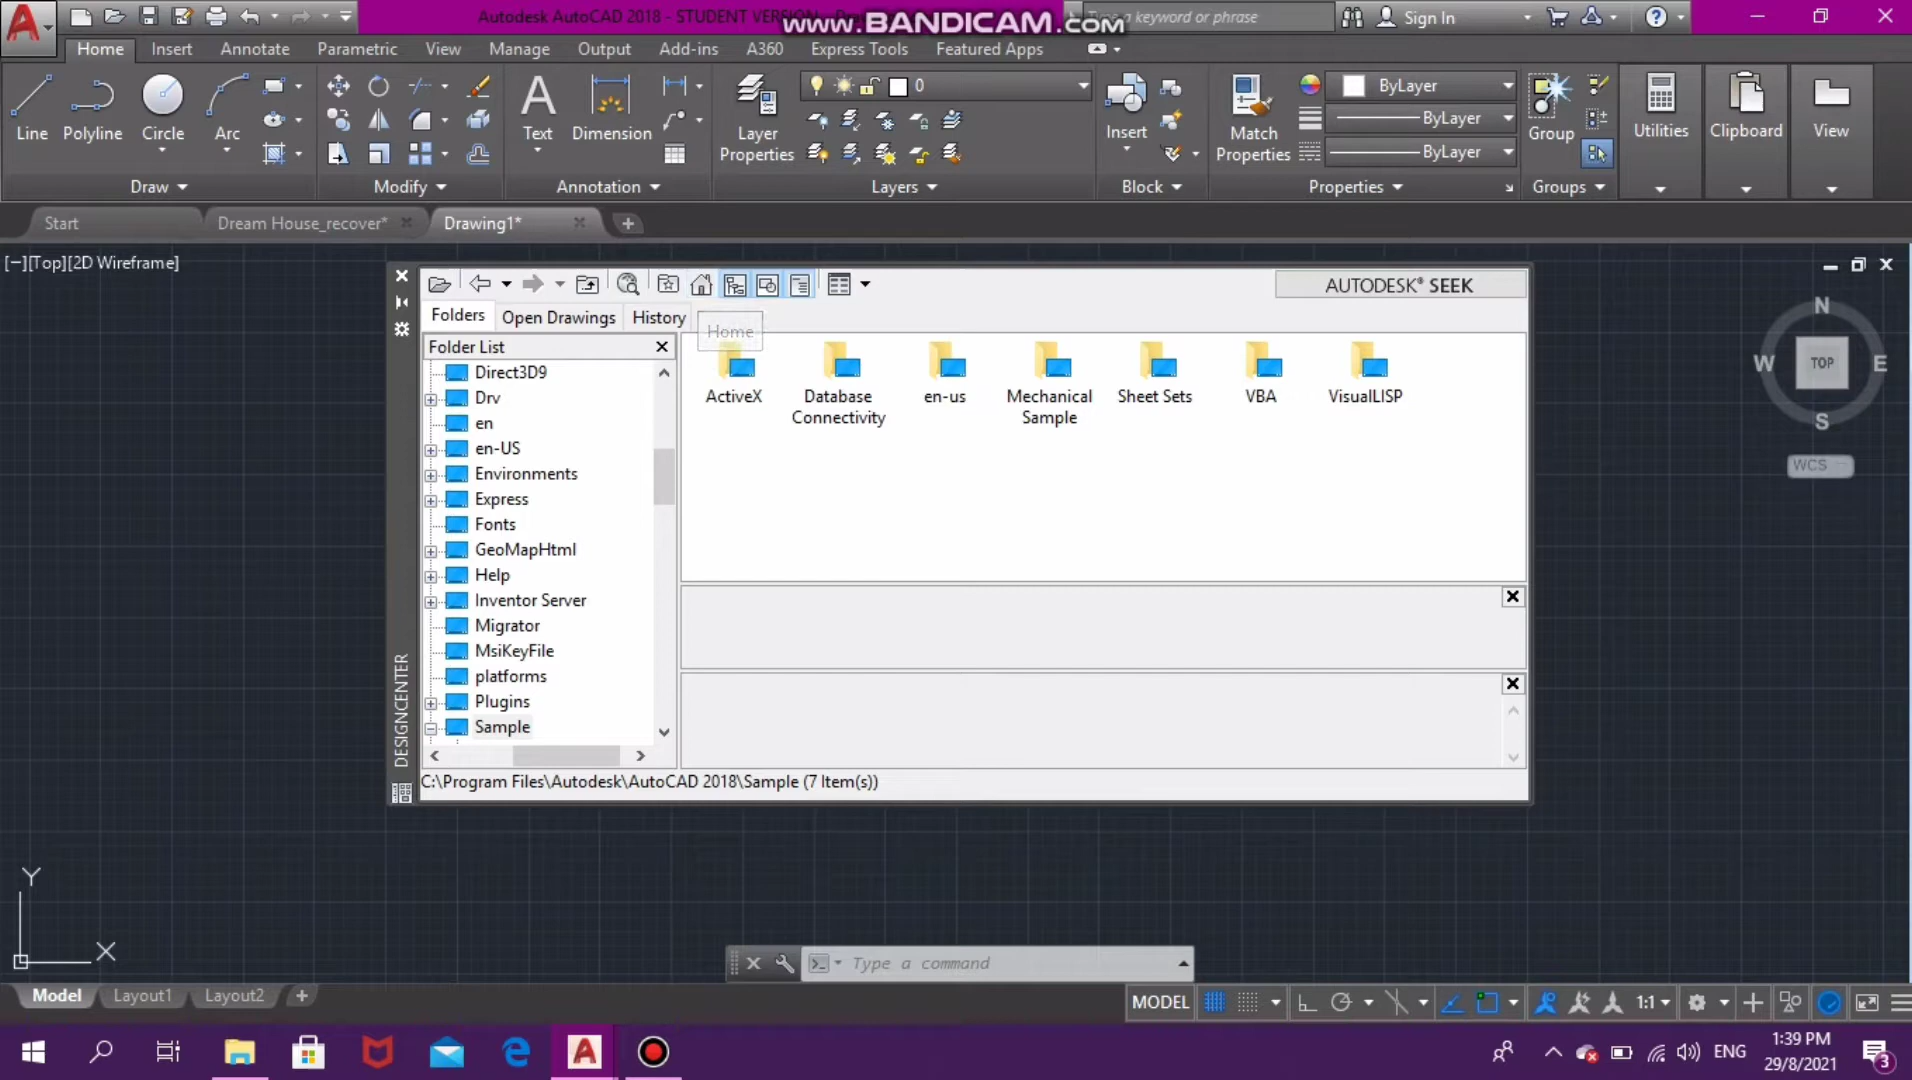 Autodesk AutoCAD 2018 - STUDENT VERSION
www.BANDICAM.com
Type a keyword or phrase
Sign In
Home Insert Annotate Parametric View Manage Output Add-ins A360 Express Tools Featured Apps
0
ByLayer
ByLayer
ByLayer
Line Polyline Circle Arc
Text Dimension
Layer Properties
Insert
Match Properties
Group Utilities Clipboard View
Draw Modify Annotation Layers Block Properties Groups
Start Dream House_recover* Drawing1*
[−][Top][2D Wireframe]
AUTODESK® SEEK
Folders Open Drawings History
Home
Folder List
Direct3D9
Drv
en
en-US
Environments
Express
Fonts
GeoMapHtml
Help
Inventor Server
Migrator
MsiKeyFile
platforms
Plugins
Sample
ActiveX
Database Connectivity
en-us
Mechanical Sample
Sheet Sets
VBA
VisualLISP
DESIGNCENTER
C:\Program Files\Autodesk\AutoCAD 2018\Sample (7 Item(s))
N
W TOP E
S
WCS
Y
X
Type a command
Model Layout1 Layout2
MODEL
1:1
ENG
1:39 PM
29/8/2021
3